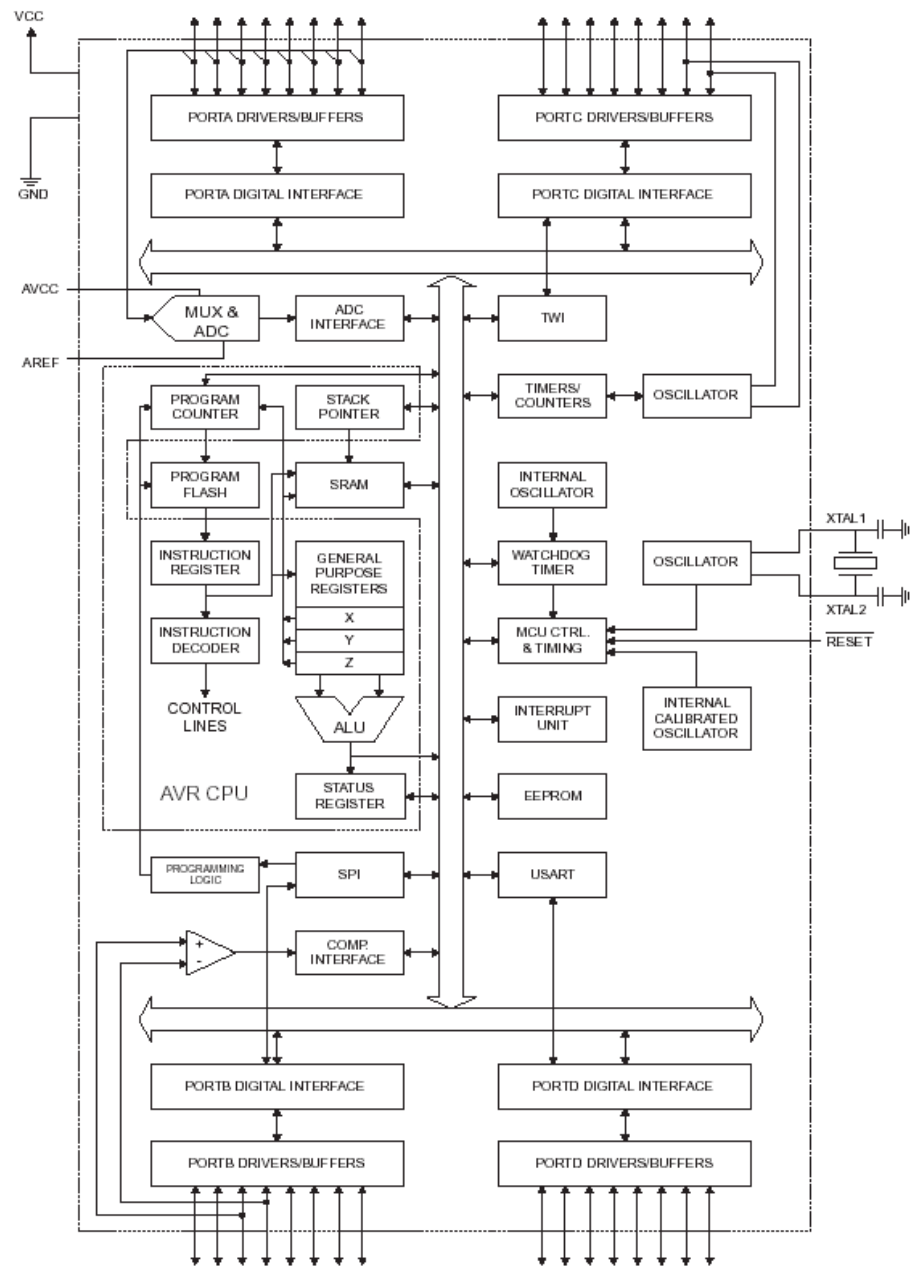 VCC
GND
PORTA DRIVERS/BUFFERS
PORTC DRIVERS/BUFFERS
PORTA DIGITAL INTERFACE
PORTC DIGITAL INTERFACE
AVCC
MUX &
ADC
ADC
INTERFACE
TWI
AREF
PROGRAM
COUNTER
STACK
POINTER
TIMERS/
COUNTERS
OSCILLATOR
PROGRAM
FLASH
SRAM
INTERNAL
OSCILLATOR
XTAL1
INSTRUCTION
REGISTER
GENERAL
PURPOSE
REGISTERS
WATCHDOG
TIMER
OSCILLATOR
XTAL2
X
Y
Z
INSTRUCTION
DECODER
MCU CTRL.
& TIMING
RESET
CONTROL
LINES
ALU
INTERRUPT
UNIT
INTERNAL
CALIBRATED
OSCILLATOR
AVR CPU
STATUS
REGISTER
EEPROM
PROGRAMMING
LOGIC
SPI
USART
+
-
COMP.
INTERFACE
PORTB DIGITAL INTERFACE
PORTD DIGITAL INTERFACE
PORTB DRIVERS/BUFFERS
PORTD DRIVERS/BUFFERS